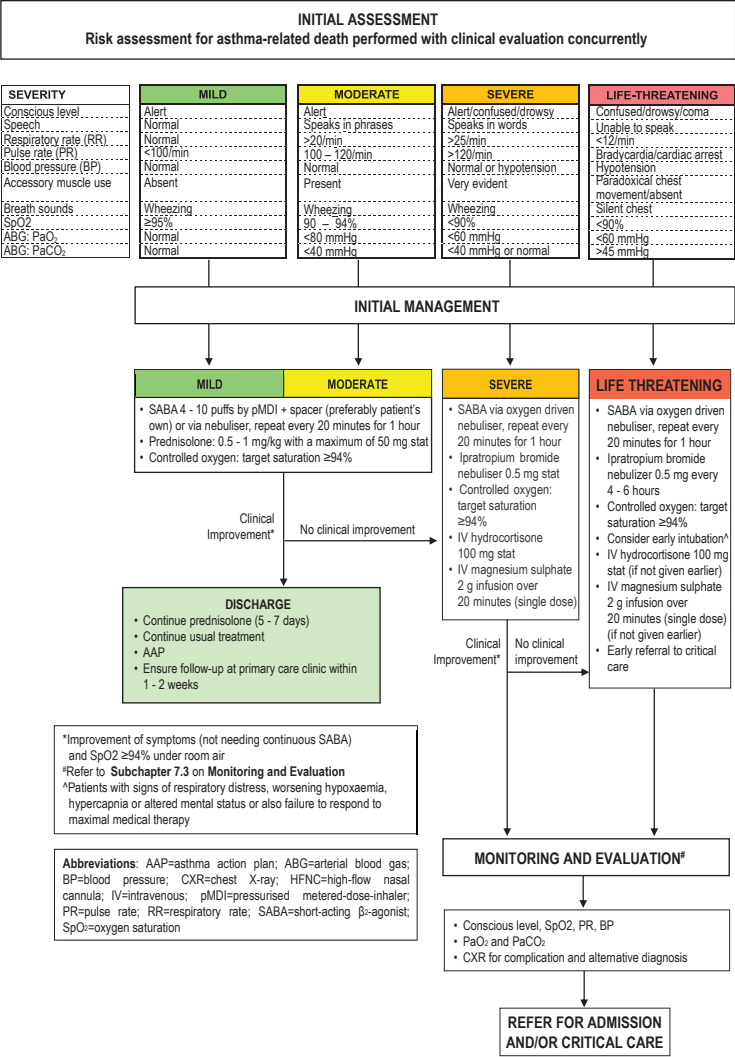 INITIAL ASSESSMENT
Risk assessment for asthma-related death performed with clinical evaluation concurrently
SEVERITY
Conscious level
Speech
Respiratory rate (RR)
Pulse rate (PR)
Blood pressure (BP)
Accessory muscle use
Breath sounds
SpO2
ABG: PaO₂
ABG: PaCO₂
MILD
Alert
Normal
Normal
<100/min
Normal
Absent
Wheezing
≥95%
Normal
Normal
MODERATE
Alert
Speaks in phrases
>20/min
100 – 120/min
Normal
Present
Wheezing
90 – 94%
<80 mmHg
<40 mmHg
SEVERE
Alert/confused/drowsy
Speaks in words
>25/min
>120/min
Normal or hypotension
Very evident
Wheezing
<90%
<60 mmHg
<40 mmHg or normal
LIFE-THREATENING
Confused/drowsy/coma
Unable to speak
<12/min
Bradycardia/cardiac arrest
Hypotension
Paradoxical chest
movement/absent
Silent chest
<90%
<60 mmHg
>45 mmHg
INITIAL MANAGEMENT
MILD
MODERATE
• SABA 4 - 10 puffs by pMDI + spacer (preferably patient's
own) or via nebuliser, repeat every 20 minutes for 1 hour
• Prednisolone: 0.5 - 1 mg/kg with a maximum of 50 mg stat
• Controlled oxygen: target saturation ≥94%
SEVERE
• SABA via oxygen driven
nebuliser, repeat every
20 minutes for 1 hour
• Ipratropium bromide
nebuliser 0.5 mg stat
• Controlled oxygen:
target saturation
≥94%
• IV hydrocortisone
100 mg stat
• IV magnesium sulphate
2 g infusion over
20 minutes (single dose)
LIFE THREATENING
• SABA via oxygen driven
nebuliser, repeat every
20 minutes for 1 hour
• Ipratropium bromide
nebulizer 0.5 mg every
4 - 6 hours
• Controlled oxygen: target
saturation ≥94%
• Consider early intubation^
• IV hydrocortisone 100 mg
stat (if not given earlier)
• IV magnesium sulphate
2 g infusion over
20 minutes (single dose)
(if not given earlier)
• Early referral to critical
care
Clinical
Improvement*
No clinical improvement
DISCHARGE
• Continue prednisolone (5 - 7 days)
• Continue usual treatment
• AAP
• Ensure follow-up at primary care clinic within
1 - 2 weeks
Clinical
Improvement*
No clinical
improvement
*Improvement of symptoms (not needing continuous SABA)
and SpO2 ≥94% under room air
#Refer to Subchapter 7.3 on Monitoring and Evaluation
^Patients with signs of respiratory distress, worsening hypoxaemia,
hypercapnia or altered mental status or also failure to respond to
maximal medical therapy
Abbreviations: AAP=asthma action plan; ABG=arterial blood gas;
BP=blood pressure; CXR=chest X-ray; HFNC=high-flow nasal
cannula; IV=intravenous; pMDI=pressurised metered-dose-inhaler;
PR=pulse rate; RR=respiratory rate; SABA=short-acting β²-agonist;
SpO²=oxygen saturation
MONITORING AND EVALUATION#
• Conscious level, SpO2, PR, BP
• PaO₂ and PaCO₂
• CXR for complication and alternative diagnosis
REFER FOR ADMISSION
AND/OR CRITICAL CARE